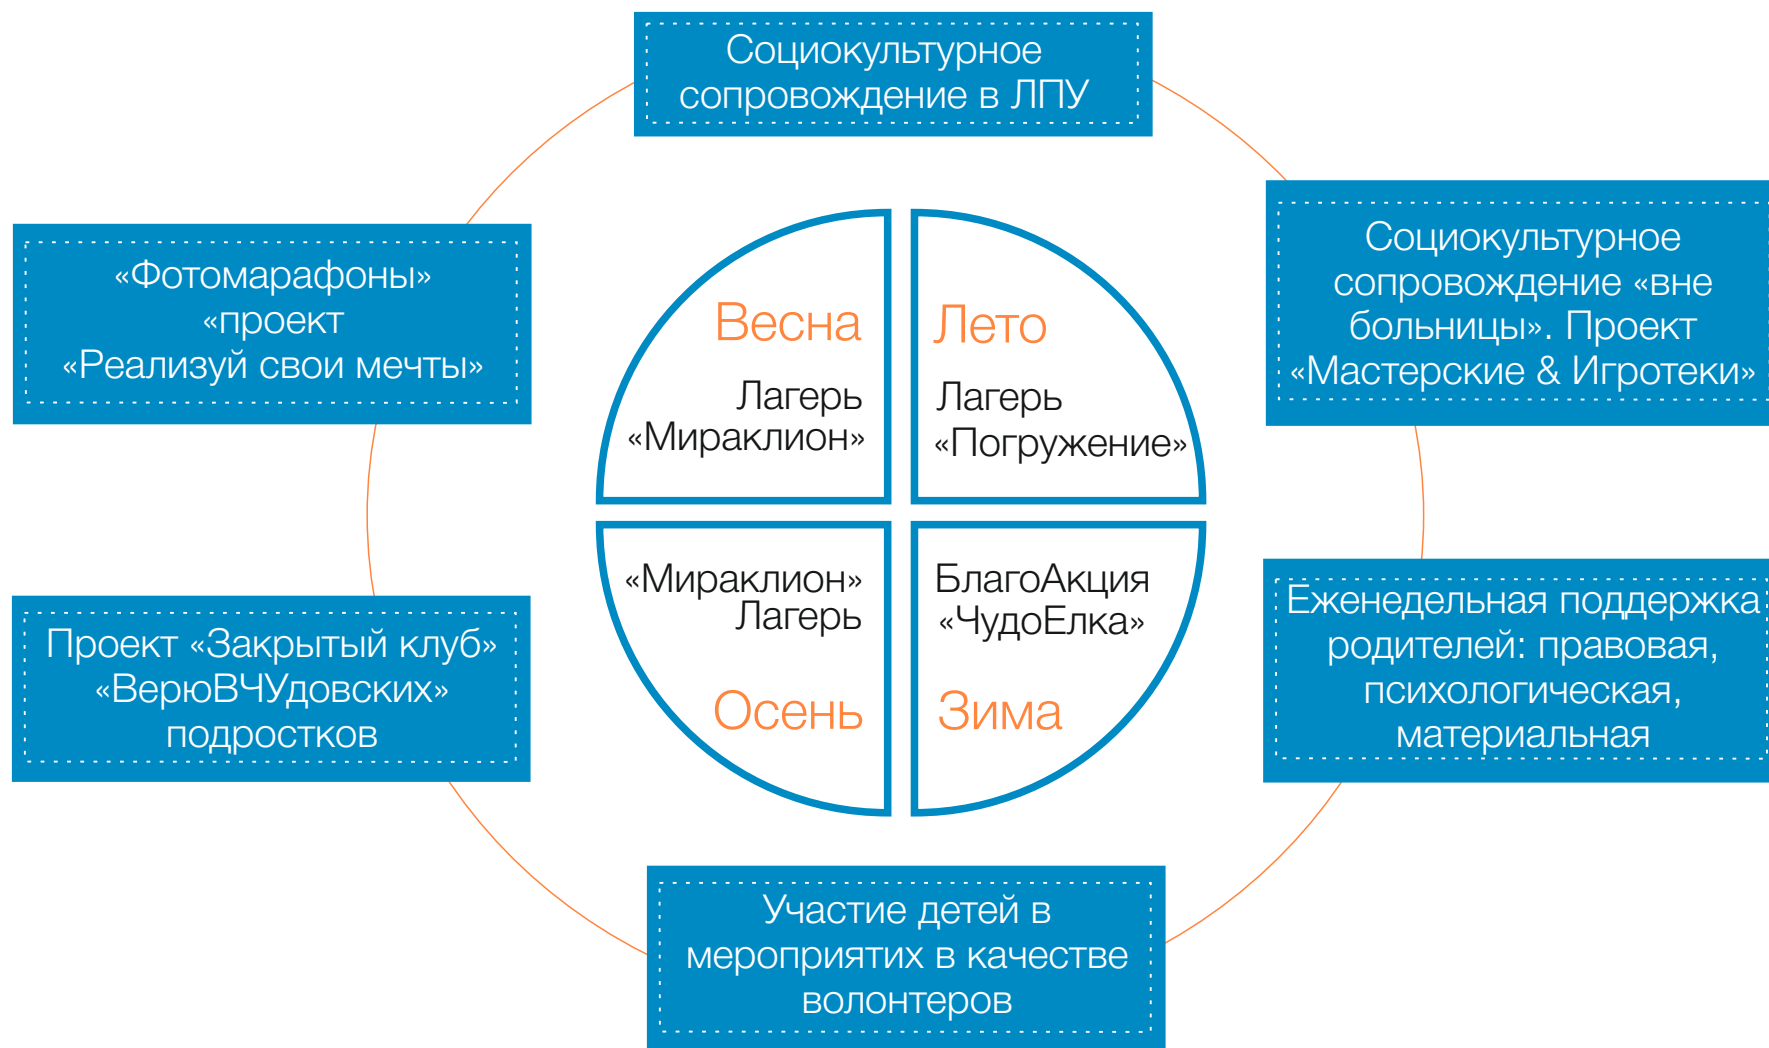 Социокультурное
сопровождение в ЛПУ
Социокультурное
сопровождение «вне
больницы». Проект
«Мастерские & Игротеки»
«Фотомарафоны»
«проект
«Реализуй свои мечты»
Весна
Лагерь
«Мираклион»
Лето
Лагерь
«Погружение»
«Мираклион»
Лагерь
Осень
БлагоАкция
«ЧудоЕлка»
Зима
Еженедельная поддержка
родителей: правовая,
психологическая,
материальная
Проект «Закрытый клуб»
«ВерюВЧУдовских»
подростков
Участие детей в
мероприятих в качестве
волонтеров